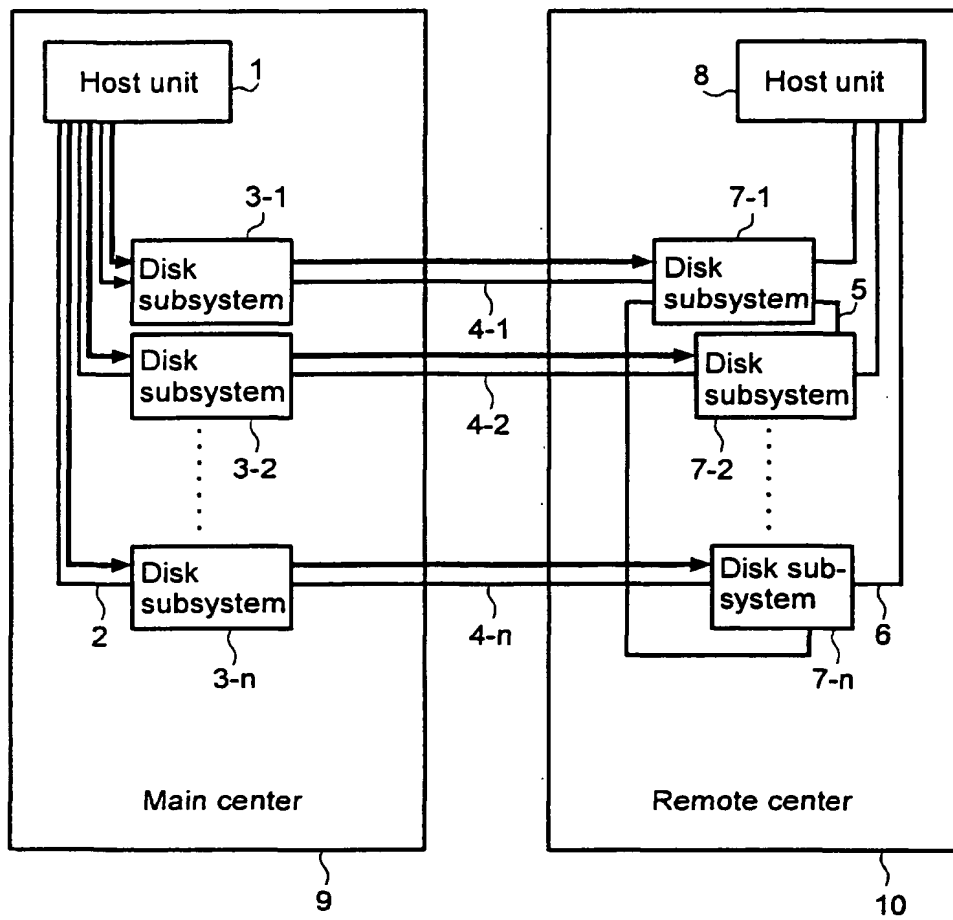 Host unit
1
8
Host unit
3-1
7-1
Disk
subsystem
Disk
subsystem
5
4-1
Disk
subsystem
Disk
subsystem
4-2
3-2
7-2
Disk
subsystem
Disk sub-
system
2
4-n
6
3-n
7-n
Main center
Remote center
9
10